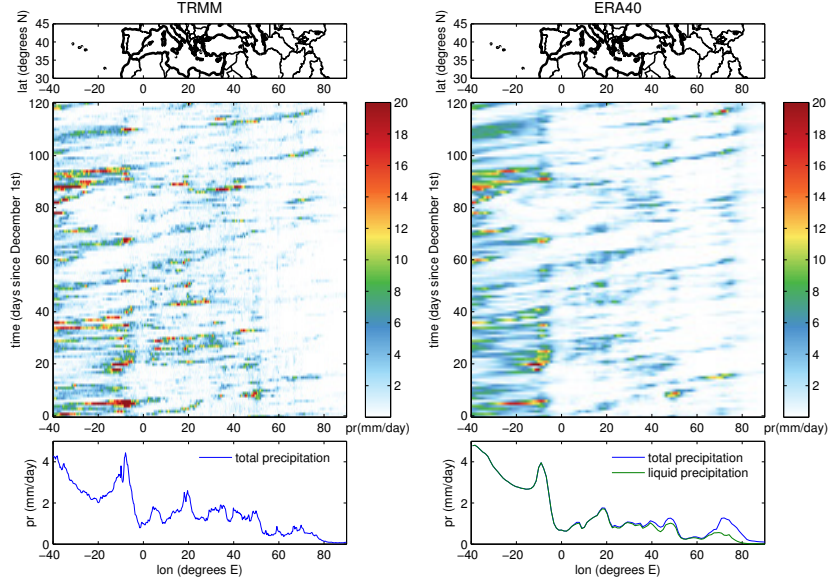 TRMM
ERA40
lat (degrees N)
45
40
35
30
−40 −20 0 20 40 60 80
lat (degrees N)
45
40
35
30
−40 −20 0 20 40 60 80
time (days since December 1st)
120
100
80
60
40
20
0
−40 −20 0 20 40 60 80
20
18
16
14
12
10
8
6
4
2
pr(mm/day)
time (days since December 1st)
120
100
80
60
40
20
0
−40 −20 0 20 40 60 80
20
18
16
14
12
10
8
6
4
2
pr(mm/day)
pr (mm/day)
4
2
0
total precipitation
−40 −20 0 20 40 60 80
lon (degrees E)
pr (mm/day)
4
2
0
total precipitation
liquid precipitation
−40 −20 0 20 40 60 80
lon (degrees E)